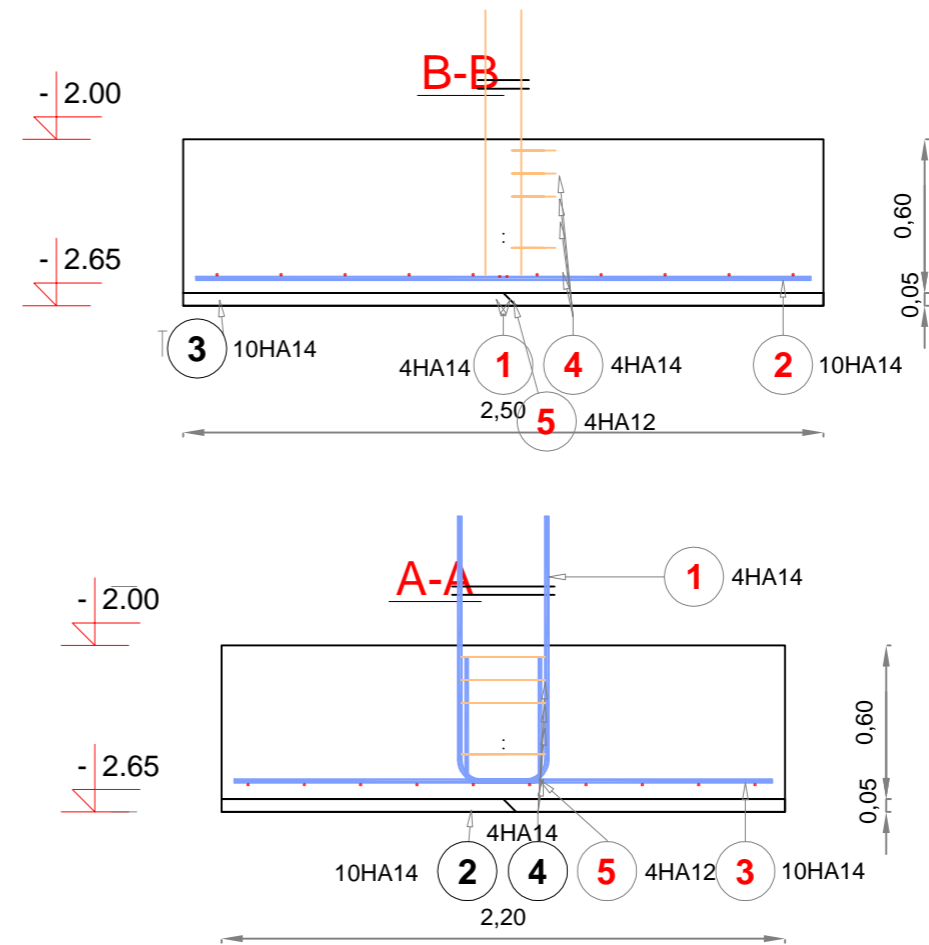 B-B
- 2.00
- 2.65
0,60
0,05
3 10HA14
4HA14 1
4 4HA14
2 10HA14
2,50
5 4HA12
A-A
1 4HA14
- 2.00
- 2.65
0,60
0,05
4HA14
10HA14 2 4 5 4HA12 3 10HA14
2,20